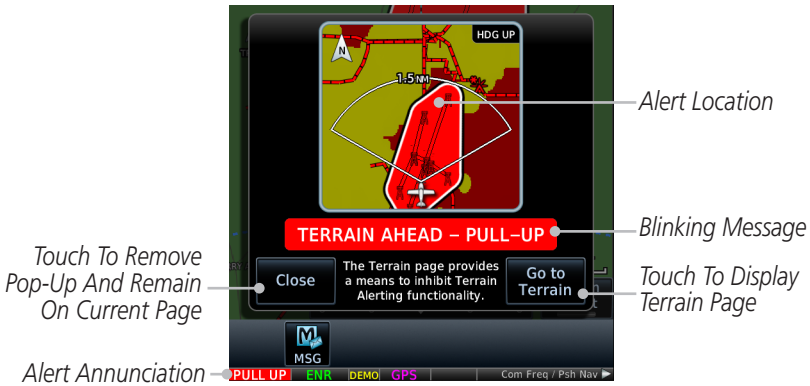 HDG UP
N
1.5 NM
Alert Location
TERRAIN AHEAD – PULL–UP
Blinking Message
Touch To Remove
Pop-Up And Remain
On Current Page
Close
The Terrain page provides
a means to inhibit Terrain
Alerting functionality.
Go to
Terrain
Touch To Display
Terrain Page
MSG
Alert Annunciation
PULL UP
ENR
DEMO
GPS
Com Freq / Psh Nav